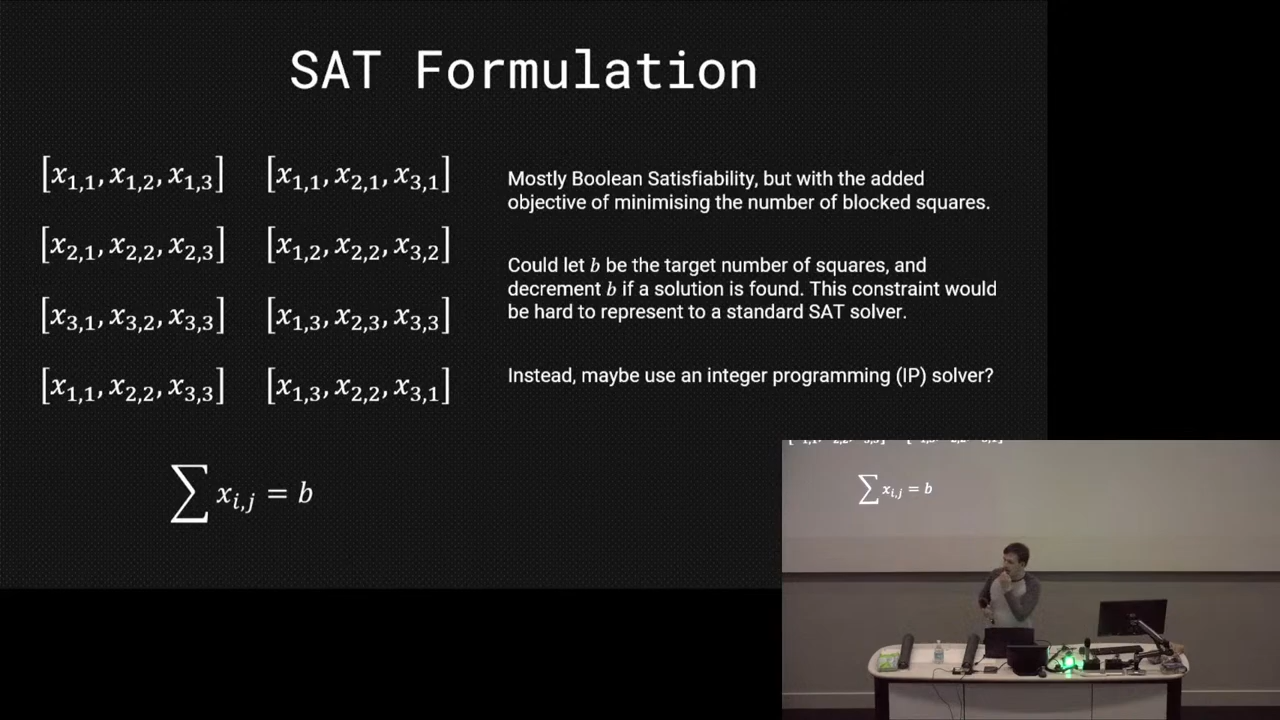 SAT Formulation
[x1,1, x1,2, x1,3] [x1,1, x2,1, x3,1]
[x2,1, x2,2, x2,3] [x1,2, x2,2, x3,2]
[x3,1, x3,2, x3,3] [x1,3, x2,3, x3,3]
[x1,1, x2,2, x3,3] [x1,3, x2,2, x3,1]
∑ xi,j = b
Mostly Boolean Satisfiability, but with the added
objective of minimising the number of blocked squares.
Could let b be the target number of squares, and
decrement b if a solution is found. This constraint would
be hard to represent to a standard SAT solver.
Instead, maybe use an integer programming (IP) solver?
∑ xi,j = b